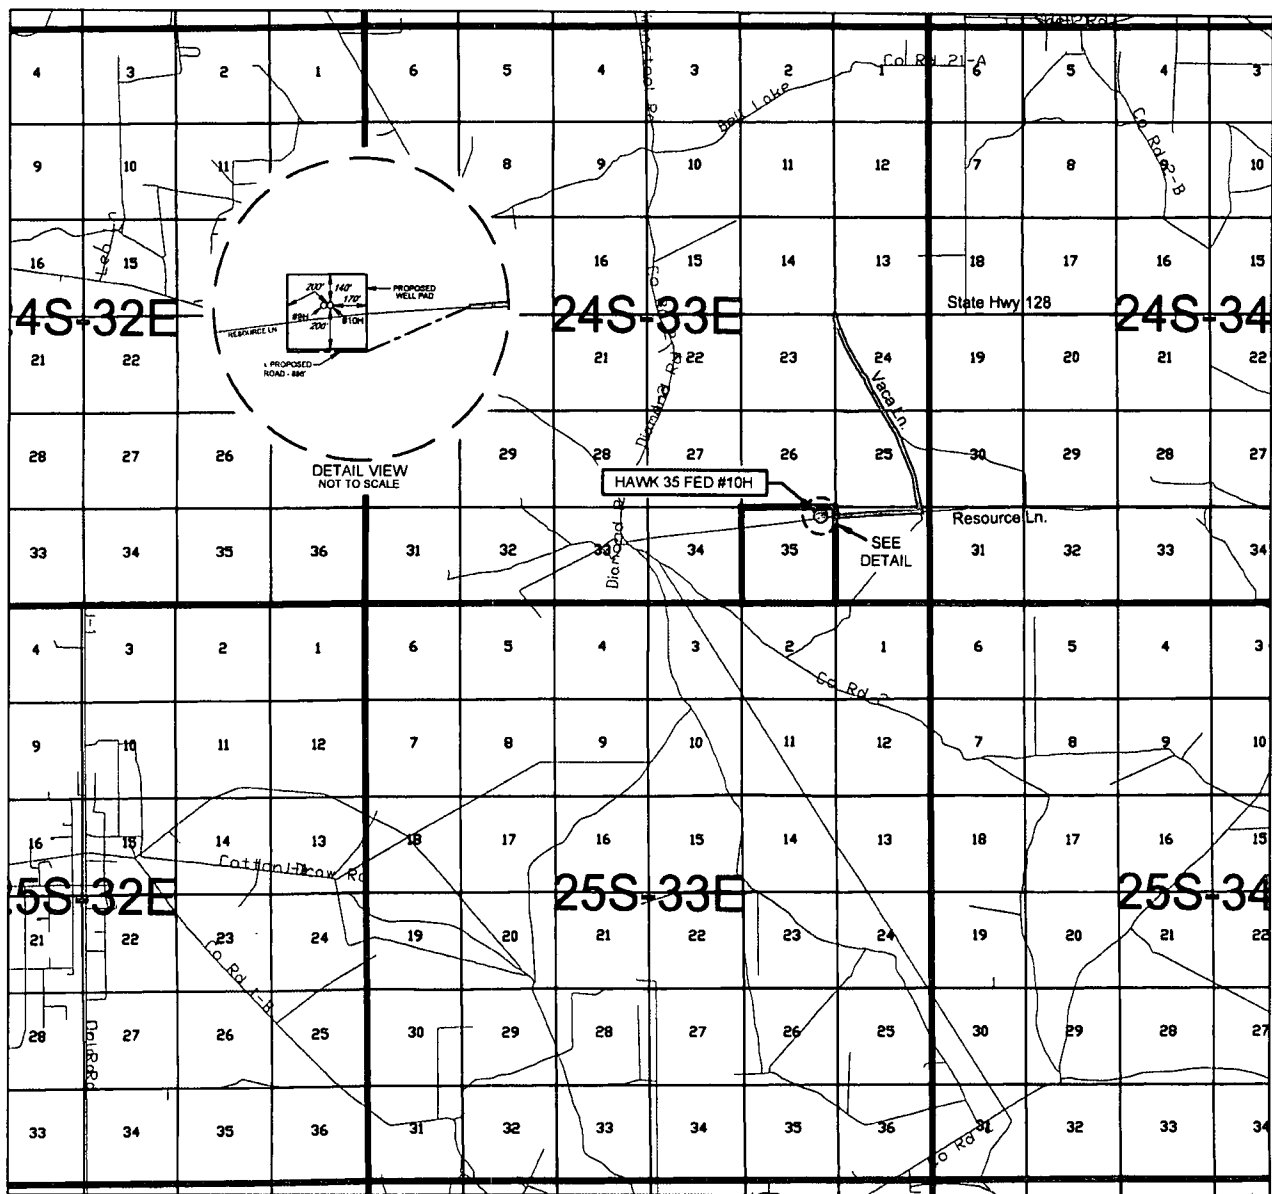 Co Rd 21-A
4 3 2 1 6 5 4 3 2 1 6 5 4 3
Bell Lake
Co Rd 2-B
9 10 11 8 9 10 11 12 7 8 9 10
16 15 16 15 14 13 18 17 16 15
200' 140'
170'
PROPOSED
WELL PAD
#9H #10H
200'
RESOURCE LN
PROPOSED
ROAD - 886'
4S-32E 24S-33E 24S-34
State Hwy 128
21 22 21 22 23 24 19 20 21 22
Diamond Rd
Vaca Ln.
28 27 26 29 28 27 26 25 30 29 28 27
DETAIL VIEW
NOT TO SCALE
HAWK 35 FED #10H
Resource Ln.
33 34 35 36 31 32 33 34 35 31 32 33 34
SEE
DETAIL
4 3 2 1 6 5 4 3 2 1 6 5 4 3
9 10 11 12 7 8 9 10 11 12 7 8 9 10
16 15 14 13 18 17 16 15 14 13 18 17 16 15
5S-32E 25S-33E 25S-34
21 22 23 24 19 20 21 22 23 24 19 20 21 22
Co Rd 1-B
28 27 26 25 30 29 28 27 26 25 30 29 28 27
33 34 35 36 31 32 33 34 35 36 31 32 33 34